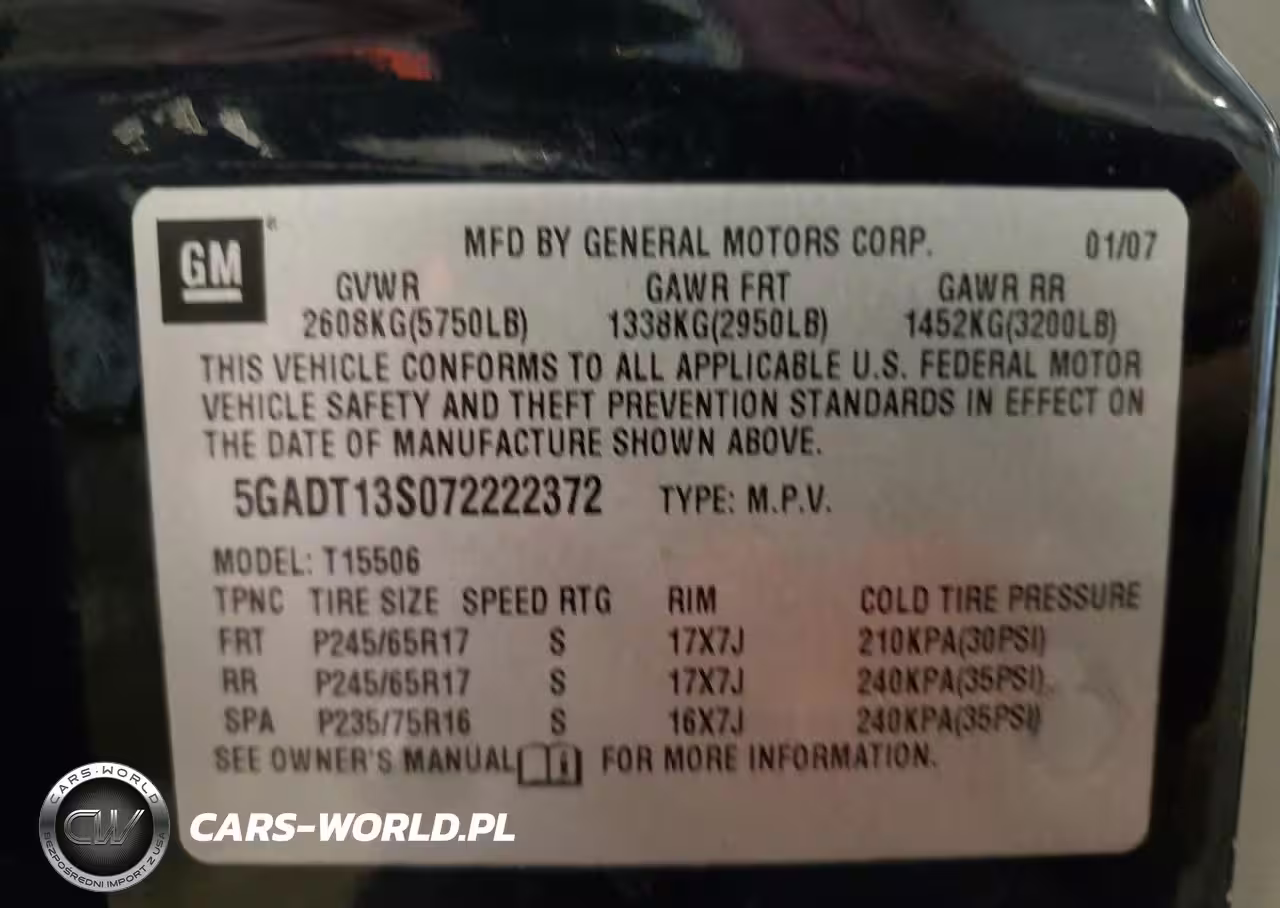 GM®
MFD BY GENERAL MOTORS CORP. 01/07
GVWR GAWR FRT GAWR RR
2608KG(5750LB) 1338KG(2950LB) 1452KG(3200LB)
THIS VEHICLE CONFORMS TO ALL APPLICABLE U.S. FEDERAL MOTOR
VEHICLE SAFETY AND THEFT PREVENTION STANDARDS IN EFFECT ON
THE DATE OF MANUFACTURE SHOWN ABOVE.
5GADT13S072222372 TYPE: M.P.V.
MODEL: T15506
TPNC TIRE SIZE SPEED RTG RIM COLD TIRE PRESSURE
FRT P245/65R17 S 17X7J 210KPA(30PSI)
RR P245/65R17 S 17X7J 240KPA(35PSI)
SPA P235/75R16 S 16X7J 240KPA(35PSI)
SEE OWNER'S MANUAL FOR MORE INFORMATION.
CARS-WORLD
CW
BEZPOŚREDNI IMPORT Z USA
CARS-WORLD.PL